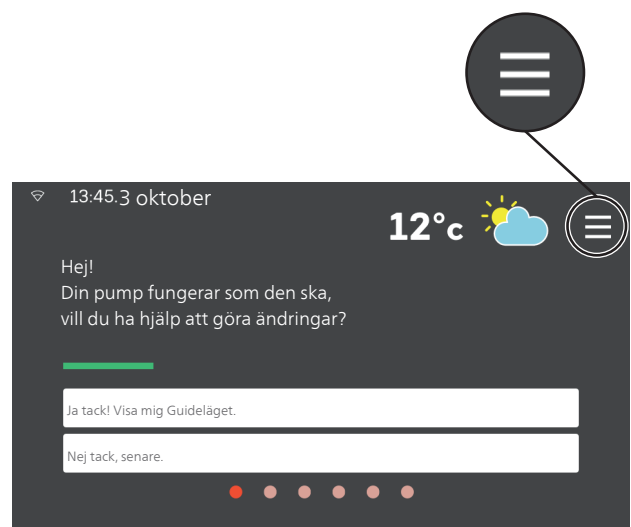 13:45.3 oktober
12°c
Hej!
Din pump fungerar som den ska,
vill du ha hjälp att göra ändringar?
Ja tack! Visa mig Guideläget.
Nej tack, senare.